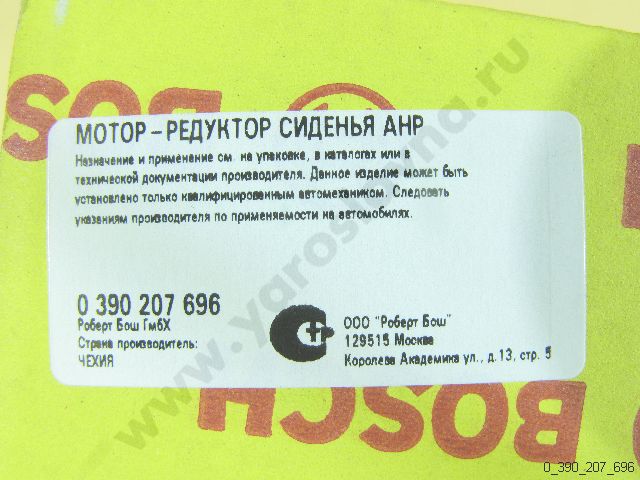 BOSCH
МОТОР-РЕДУКТОР СИДЕНЬЯ AHP
Назначение и применение см. на упаковке, в каталогах или в
технической документации производителя. Данное изделие может быть
установлено только квалифицированным автомехаником. Следовать
указаниям производителя по применяемости на автомобилях.
0 390 207 696
Роберт Бош ГмбХ
Страна производитель:
ЧЕХИЯ
ООО "Роберт Бош"
129515 Москва
Королева Академика ул., д.13, стр. 5
BOSCH
0_390_207_696